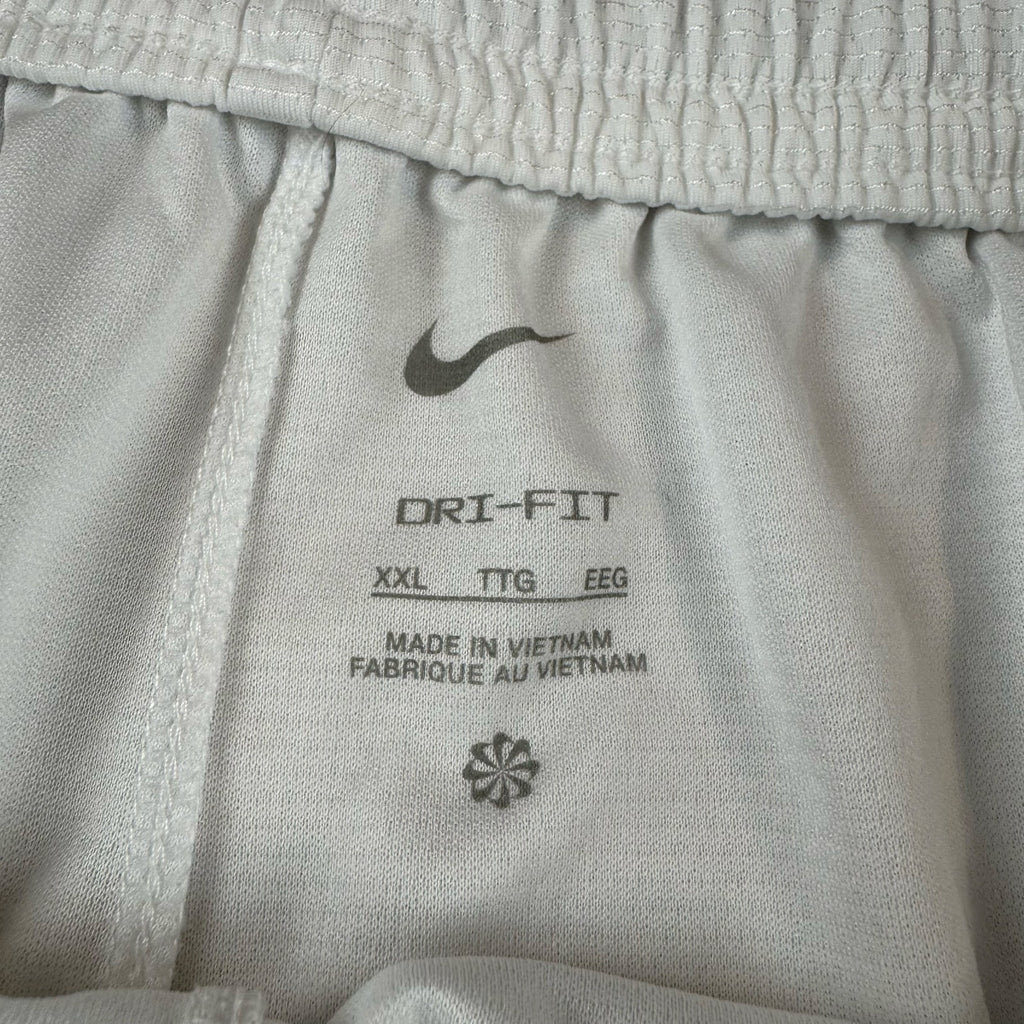 DRI-FIT
XXL TTG EEG
MADE IN VIETNAM
FABRIQUE AU VIETNAM